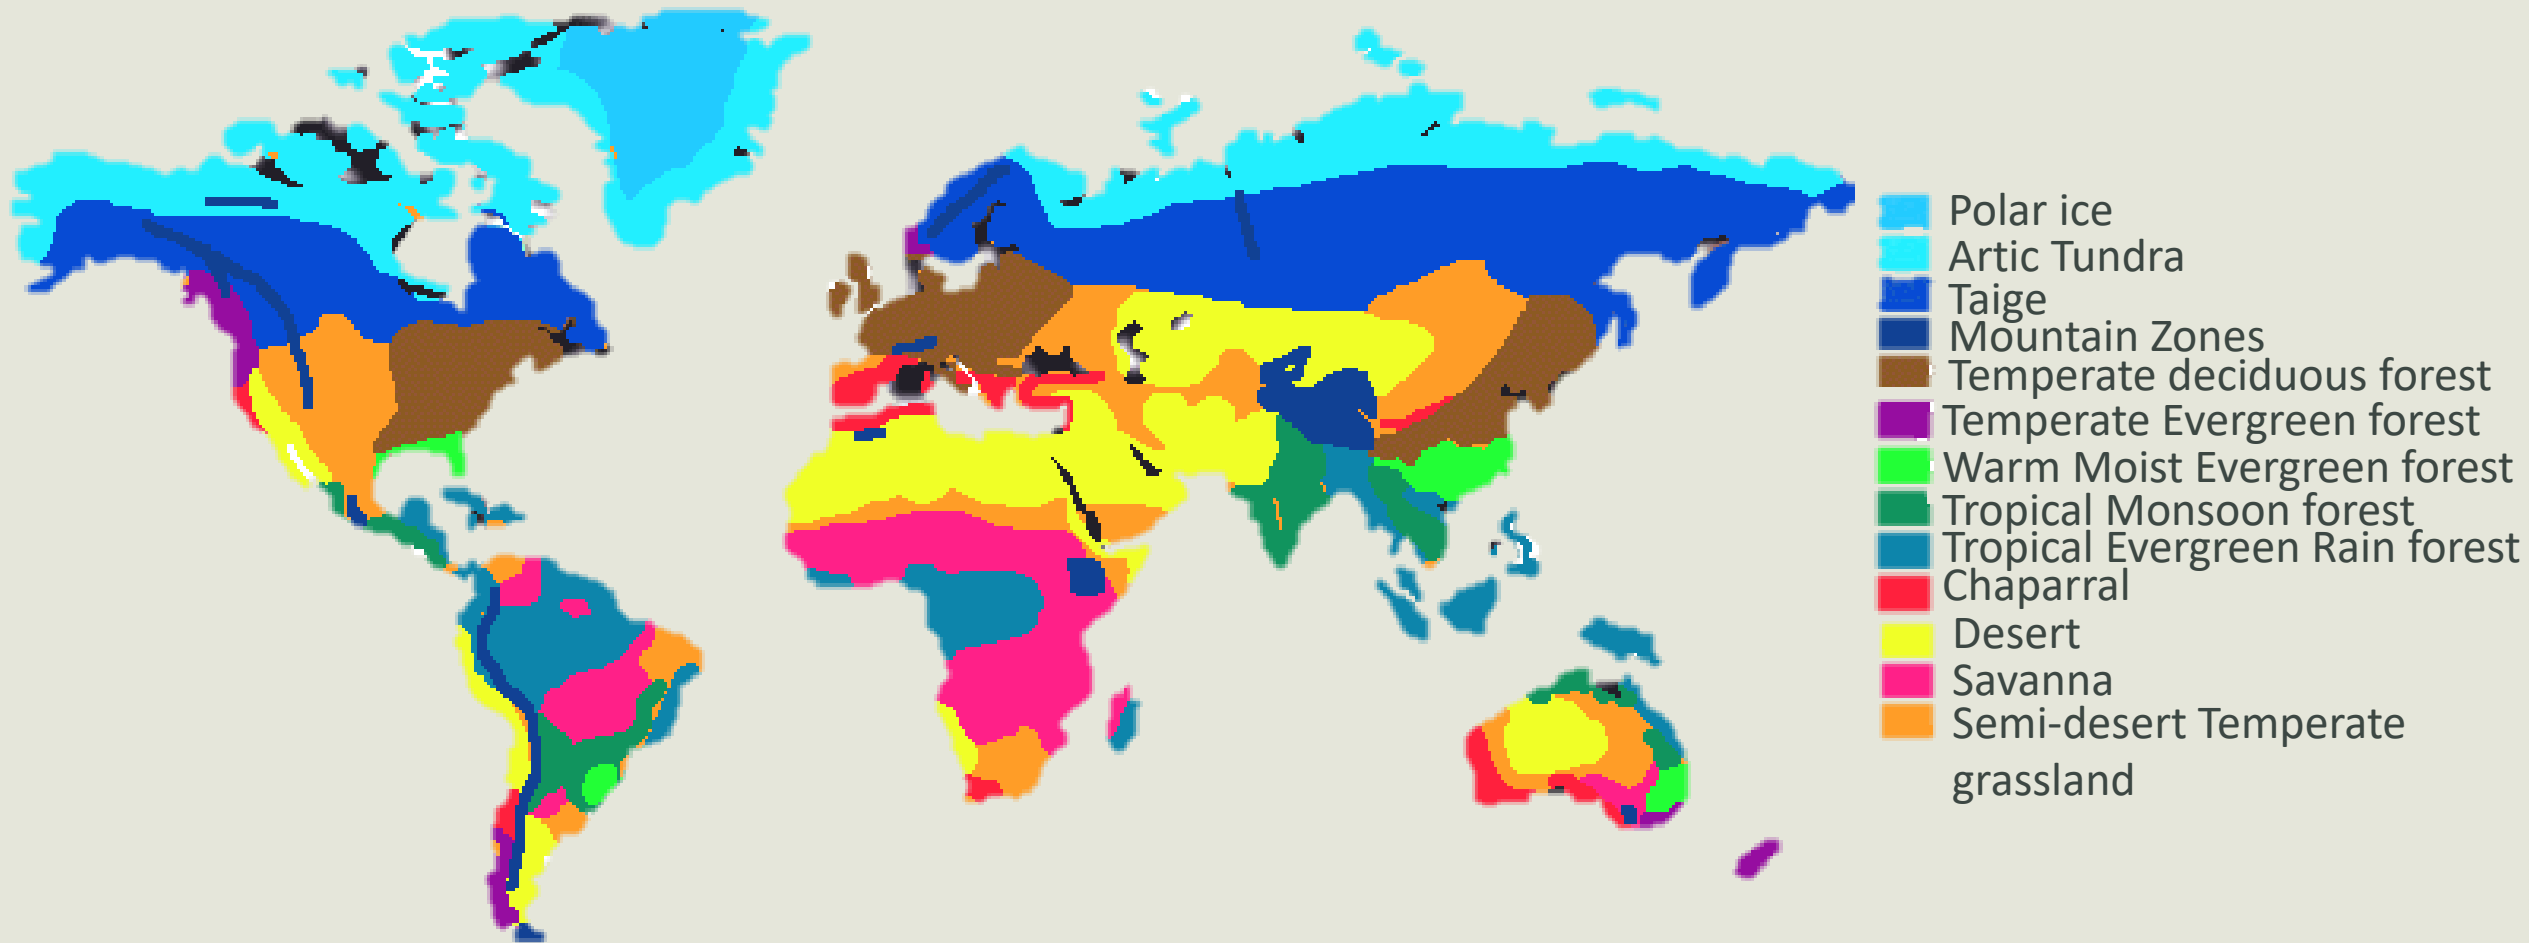 Polar ice
Artic Tundra
Taige
Mountain Zones
Temperate deciduous forest
Temperate Evergreen forest
Warm Moist Evergreen forest
Tropical Monsoon forest
Tropical Evergreen Rain forest
Chaparral
Desert
Savanna
Semi-desert Temperate
grassland